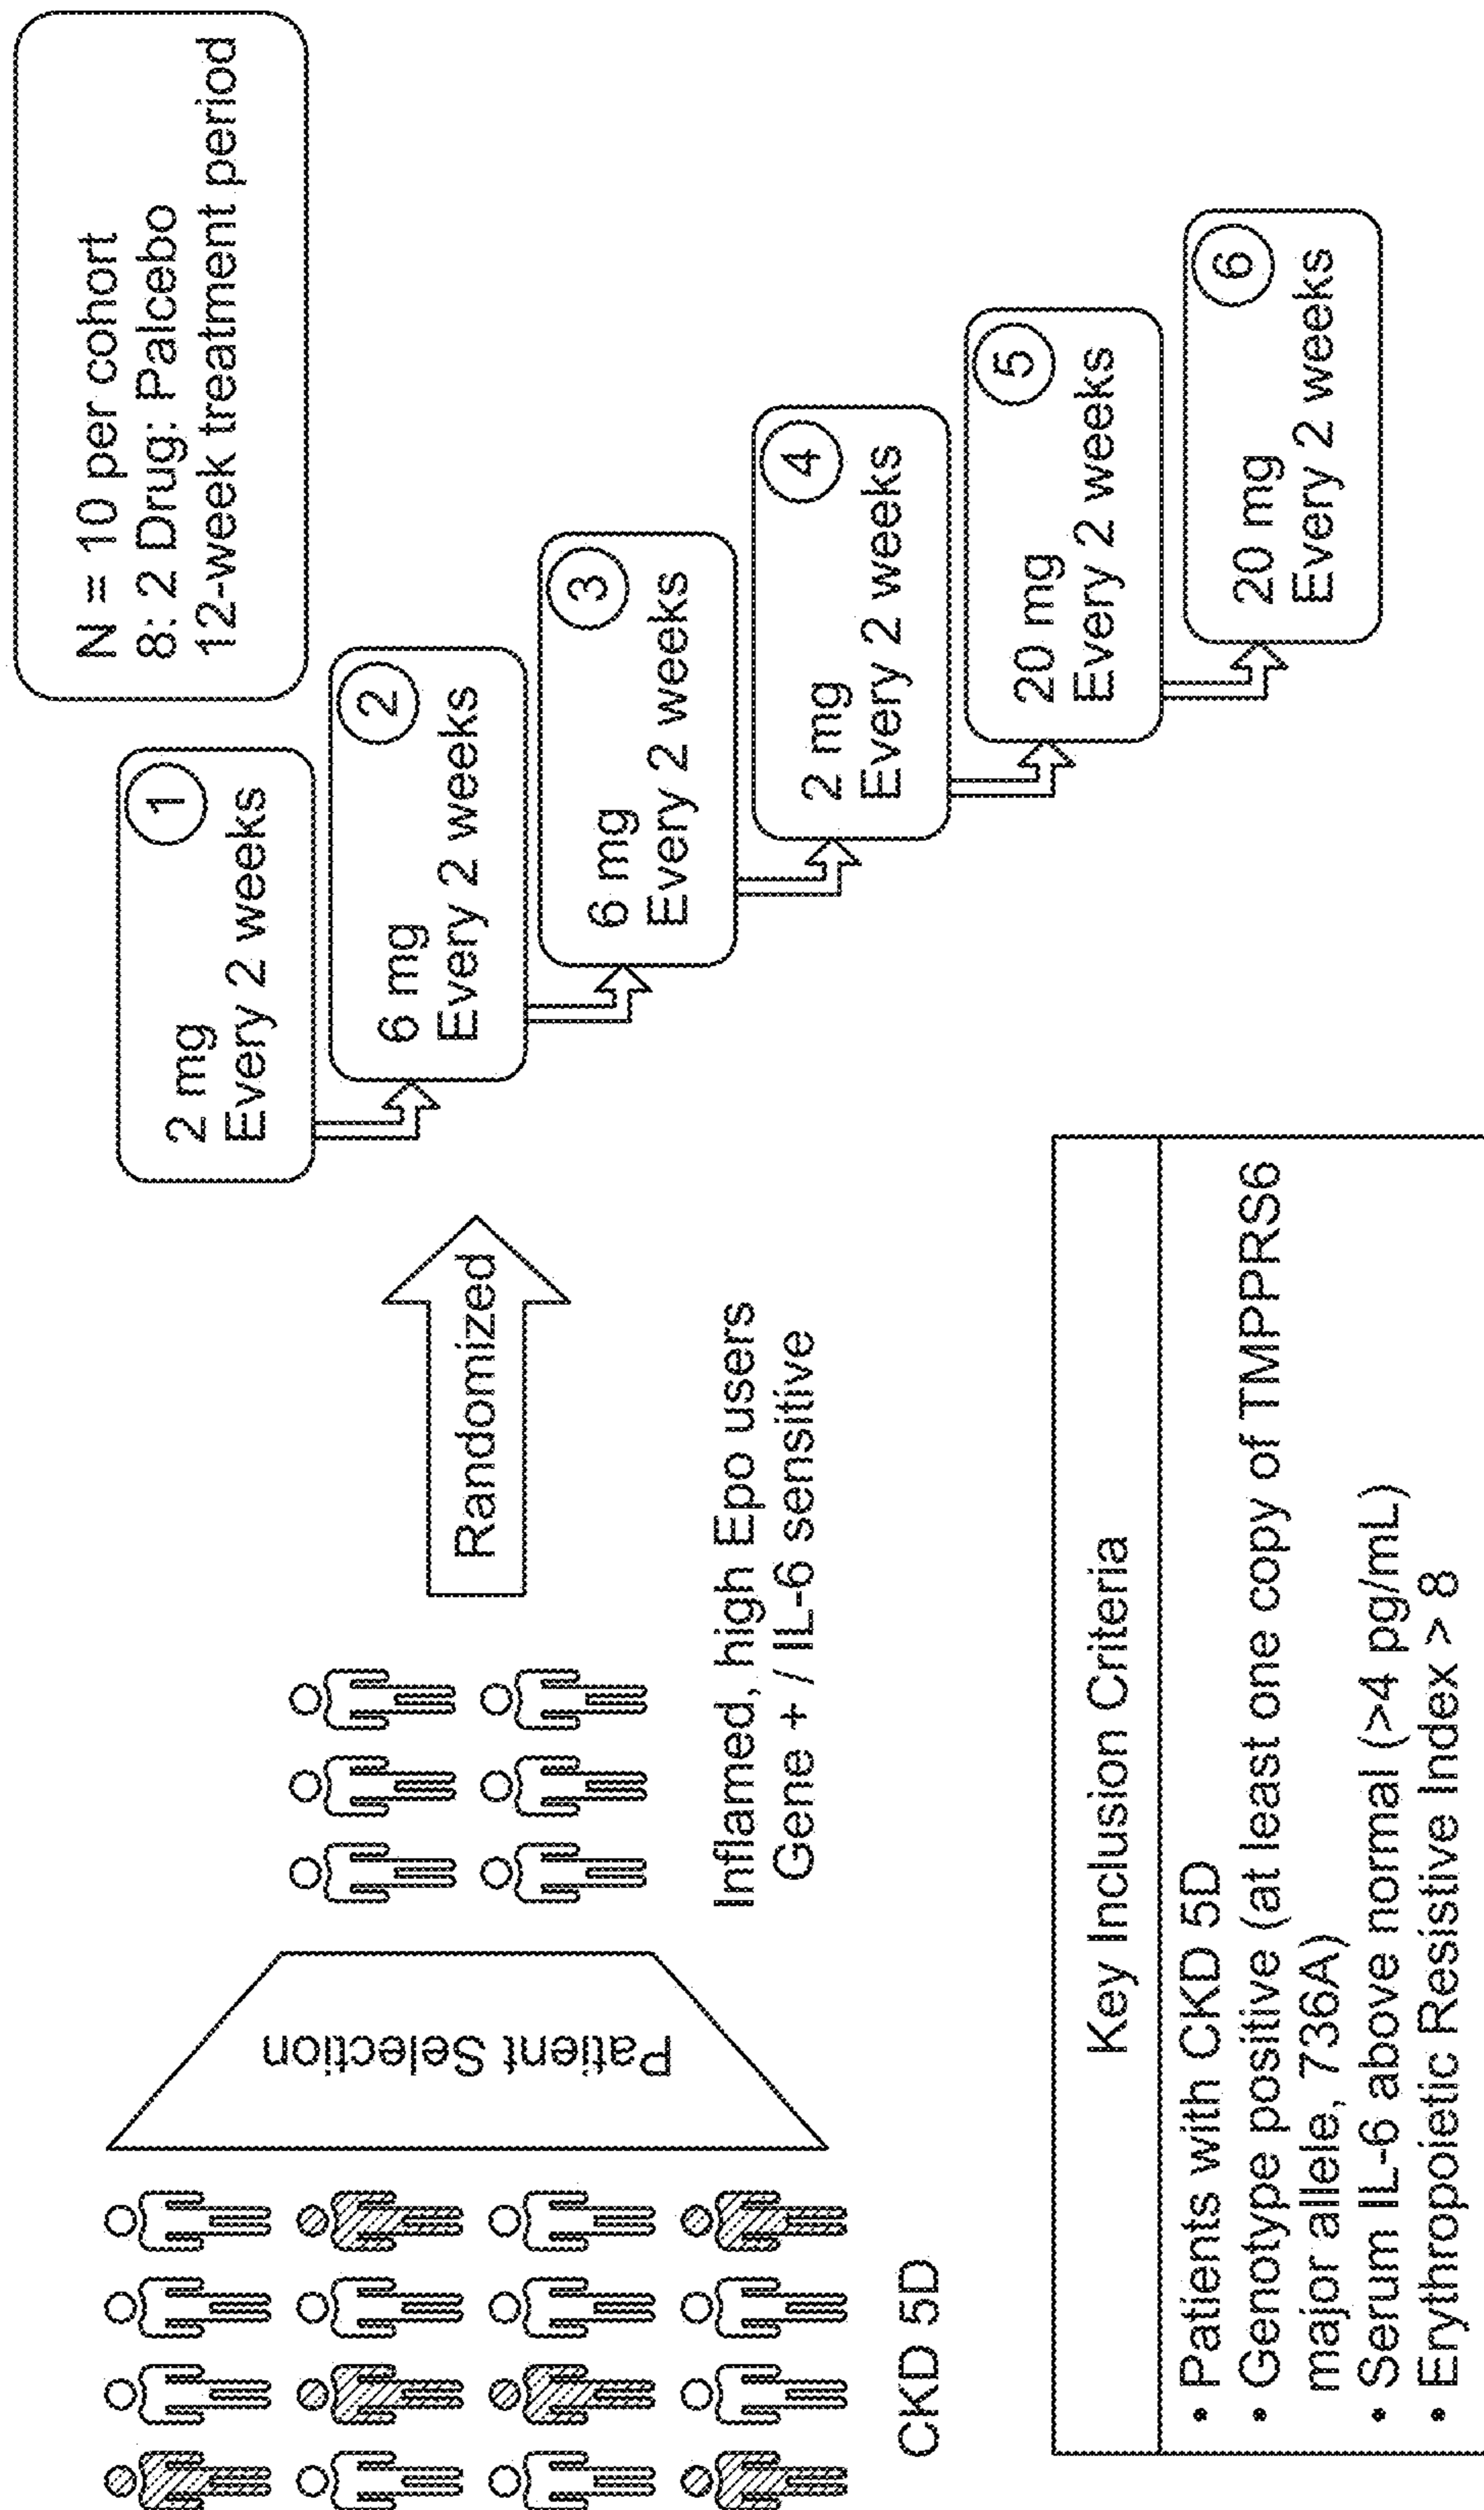 CKD 5D
Patient Selection
Inflamed, high Epo users
Gene + / IL-6 sensitive
Randomized
N = 10 per cohort
8: 2 Drug: Palcebo
12-week treatment period
1
2 mg
Every 2 weeks
2
6 mg
Every 2 weeks
3
6 mg
Every 2 weeks
4
2 mg
Every 2 weeks
5
20 mg
Every 2 weeks
6
20 mg
Every 2 weeks
Key Inclusion Criteria
• Patients with CKD 5D
• Genotype positive (at least one copy of TMPPRS6
major allele, 736A)
• Serum IL-6 above normal (>4 pg/mL)
• Erythropoietic Resistive Index > 8